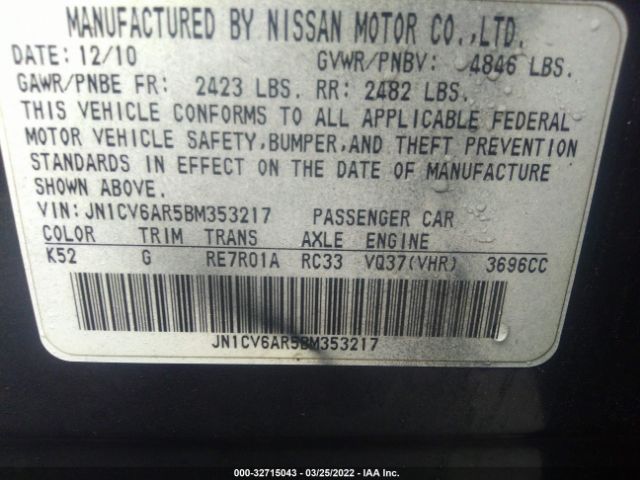 MANUFACTURED BY NISSAN MOTOR CO.,LTD.
DATE: 12/10 GVWR/PNBV: 4846 LBS.
GAWR/PNBE FR: 2423 LBS. RR: 2482 LBS.
THIS VEHICLE CONFORMS TO ALL APPLICABLE FEDERAL
MOTOR VEHICLE SAFETY,BUMPER,AND THEFT PREVENTION
STANDARDS IN EFFECT ON THE DATE OF MANUFACTURE
SHOWN ABOVE.
VIN:JN1CV6AR5BM353217 PASSENGER CAR
COLOR TRIM TRANS AXLE ENGINE
K52 G RE7R01A RC33 VQ37(VHR) 3696CC
JN1CV6AR5BM353217
000-32715043 - 03/25/2022 - IAA Inc.